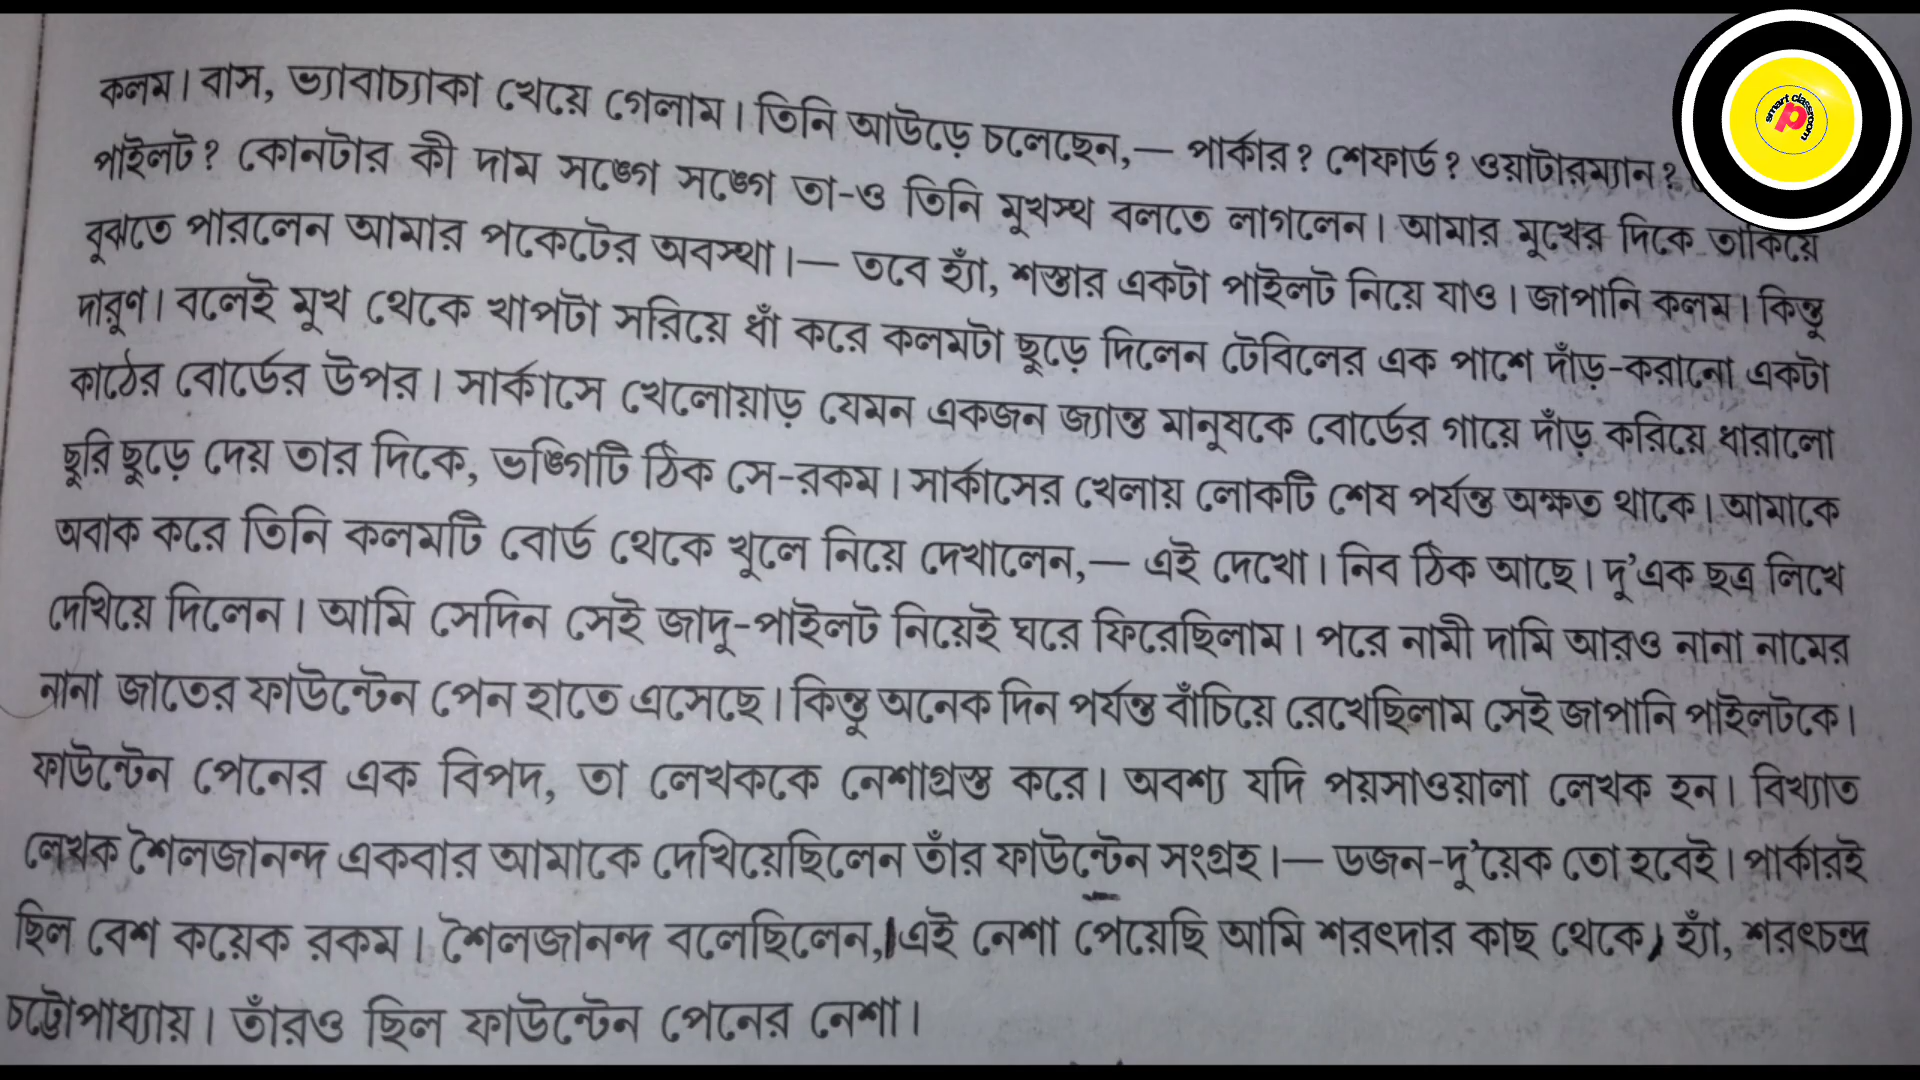 কলম। বাস, ভ্যাবাচ্যাকা খেয়ে গেলাম। তিনি আউড়ে চলেছেন,— পার্কার? শেফার্ড? ওয়াটারম্যান?
পাইলট? কোনটার কী দাম সঙ্গে সঙ্গে তা-ও তিনি মুখস্থ বলতে লাগলেন। আমার মুখের দিকে তাকিয়ে
বুঝতে পারলেন আমার পকেটের অবস্থা।— তবে হ্যাঁ, শস্তার একটা পাইলট নিয়ে যাও। জাপানি কলম। কিন্তু
দারুণ। বলেই মুখ থেকে খাপটা সরিয়ে ধাঁ করে কলমটা ছুড়ে দিলেন টেবিলের এক পাশে দাঁড়-করানো একটা
কাঠের বোর্ডের উপর। সার্কাসে খেলোয়াড় যেমন একজন জ্যান্ত মানুষকে বোর্ডের গায়ে দাঁড় করিয়ে ধারালো
ছুরি ছুড়ে দেয় তার দিকে, ভঙ্গিটি ঠিক সে-রকম। সার্কাসের খেলায় লোকটি শেষ পর্যন্ত অক্ষত থাকে। আমাকে
অবাক করে তিনি কলমটি বোর্ড থেকে খুলে নিয়ে দেখালেন,— এই দেখো। নিব ঠিক আছে। দু'এক ছত্র লিখে
দেখিয়ে দিলেন। আমি সেদিন সেই জাদু-পাইলট নিয়েই ঘরে ফিরেছিলাম। পরে নামী দামি আরও নানা নামের
নানা জাতের ফাউন্টেন পেন হাতে এসেছে। কিন্তু অনেক দিন পর্যন্ত বাঁচিয়ে রেখেছিলাম সেই জাপানি পাইলটকে।
ফাউন্টেন পেনের এক বিপদ, তা লেখককে নেশাগ্রস্ত করে। অবশ্য যদি পয়সাওয়ালা লেখক হন। বিখ্যাত
লেখক শৈলজানন্দ একবার আমাকে দেখিয়েছিলেন তাঁর ফাউন্টেন সংগ্রহ।— ডজন-দু'য়েক তো হবেই। পার্কারই
ছিল বেশ কয়েক রকম। শৈলজানন্দ বলেছিলেন, এই নেশা পেয়েছি আমি শরৎদার কাছ থেকে, হ্যাঁ, শরৎচন্দ্র
চট্টোপাধ্যায়। তাঁরও ছিল ফাউন্টেন পেনের নেশা।
smart classroom
p